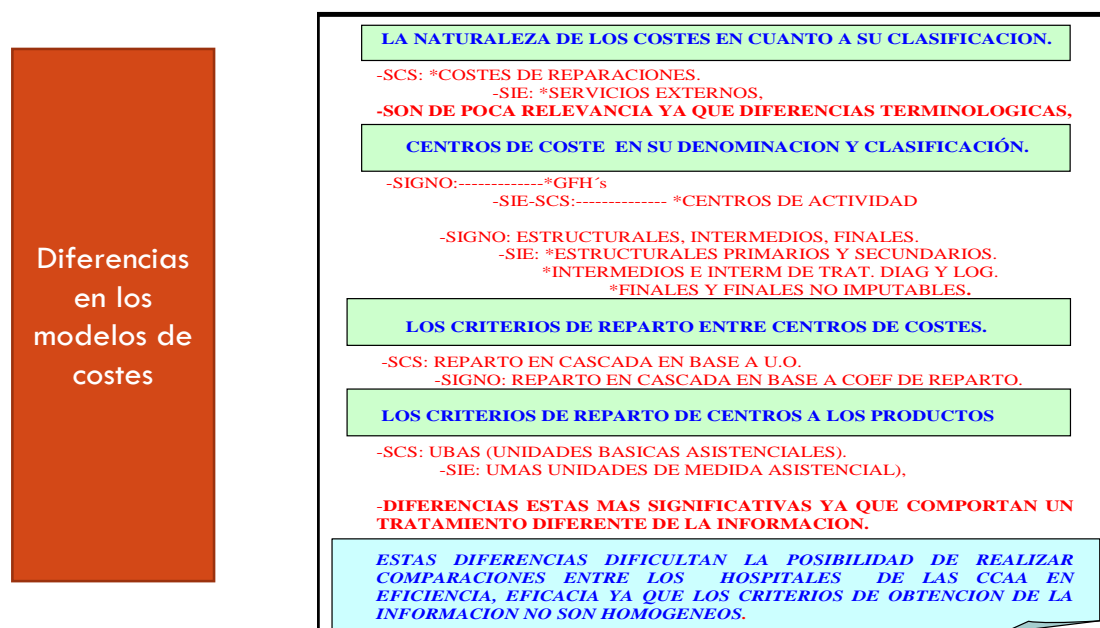 Diferencias
en los
modelos de
costes
LA NATURALEZA DE LOS COSTES EN CUANTO A SU CLASIFICACION.
-SCS: *COSTES DE REPARACIONES.
-SIE: *SERVICIOS EXTERNOS,
-SON DE POCA RELEVANCIA YA QUE DIFERENCIAS TERMINOLOGICAS,
CENTROS DE COSTE EN SU DENOMINACION Y CLASIFICACIÓN.
-SIGNO:-------------*GFH´s
-SIE-SCS:-------------- *CENTROS DE ACTIVIDAD
-SIGNO: ESTRUCTURALES, INTERMEDIOS, FINALES.
-SIE: *ESTRUCTURALES PRIMARIOS Y SECUNDARIOS.
*INTERMEDIOS E INTERM DE TRAT. DIAG Y LOG.
*FINALES Y FINALES NO IMPUTABLES.
LOS CRITERIOS DE REPARTO ENTRE CENTROS DE COSTES.
-SCS: REPARTO EN CASCADA EN BASE A U.O.
-SIGNO: REPARTO EN CASCADA EN BASE A COEF DE REPARTO.
LOS CRITERIOS DE REPARTO DE CENTROS A LOS PRODUCTOS
-SCS: UBAS (UNIDADES BASICAS ASISTENCIALES).
-SIE: UMAS UNIDADES DE MEDIDA ASISTENCIAL),
-DIFERENCIAS ESTAS MAS SIGNIFICATIVAS YA QUE COMPORTAN UN
TRATAMIENTO DIFERENTE DE LA INFORMACION.
ESTAS DIFERENCIAS DIFICULTAN LA POSIBILIDAD DE REALIZAR
COMPARACIONES ENTRE LOS HOSPITALES DE LAS CCAA EN
EFICIENCIA, EFICACIA YA QUE LOS CRITERIOS DE OBTENCION DE LA
INFORMACION NO SON HOMOGENEOS.